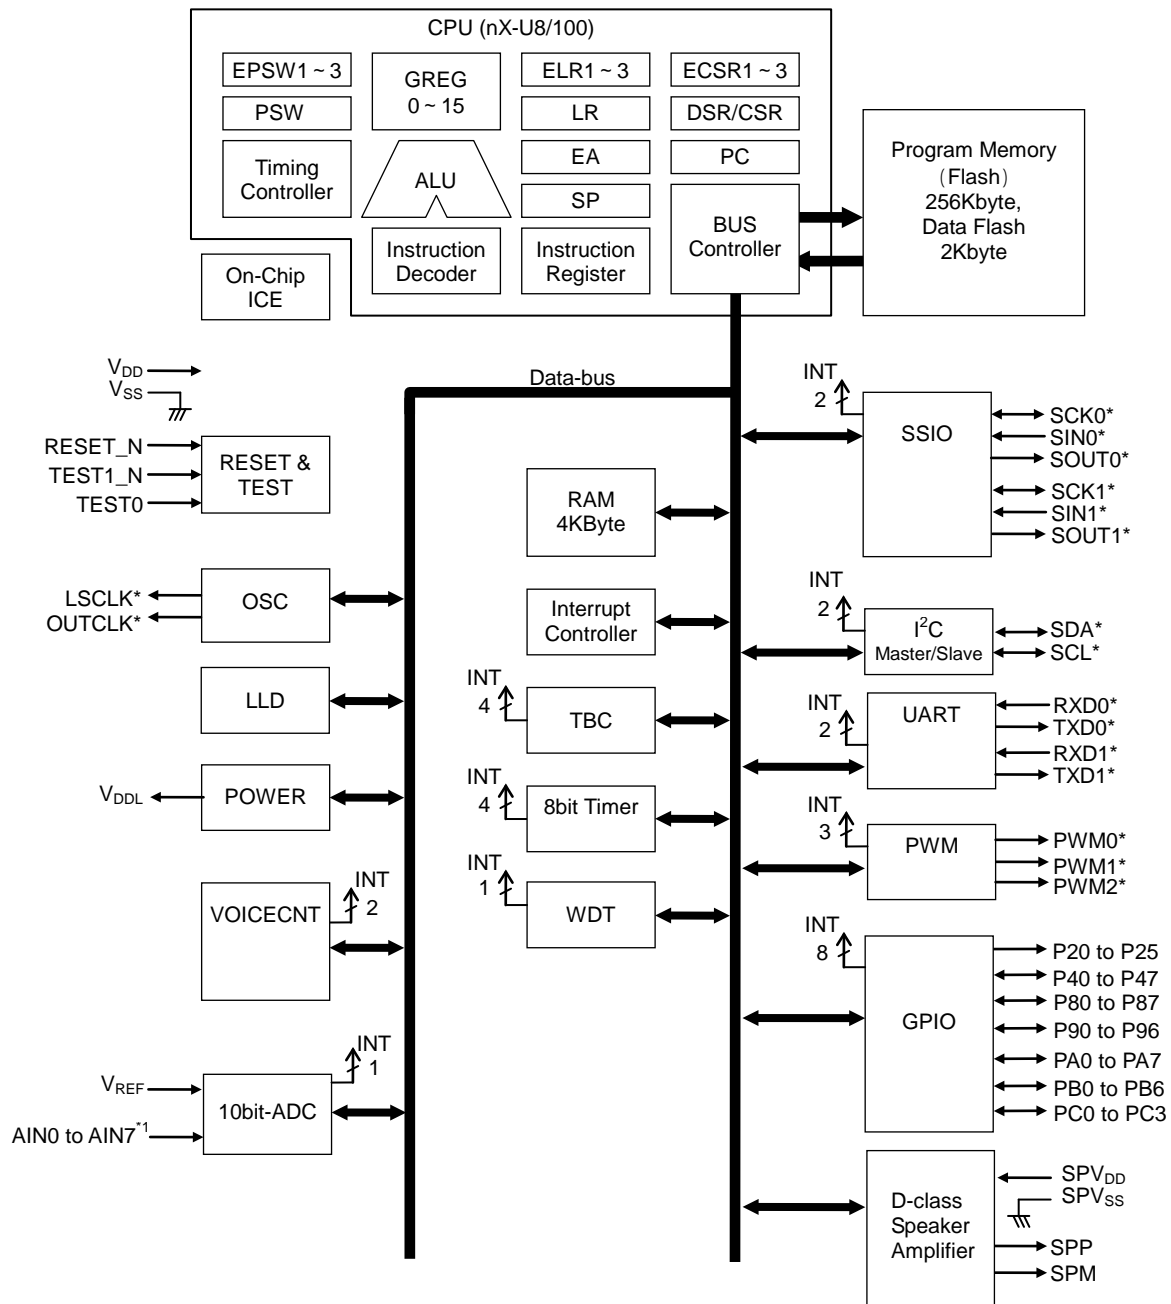 CPU (nX-U8/100)
EPSW1 ~ 3
GREG
0 ~ 15
ELR1 ~ 3
ECSR1 ~ 3
PSW
LR
DSR/CSR
Timing
Controller
ALU
EA
PC
SP
BUS
Controller
Instruction
Decoder
Instruction
Register
Program Memory
(Flash)
256Kbyte,
Data Flash
2Kbyte
On-Chip
ICE
VDD
VSS
Data-bus
RESET_N
TEST1_N
TEST0
RESET &
TEST
LSCLK*
OUTCLK*
OSC
LLD
VDDL
POWER
VOICECNT
INT
2
VREF
AIN0 to AIN7*1
10bit-ADC
INT
1
RAM
4KByte
Interrupt
Controller
INT
4
TBC
INT
4
8bit Timer
INT
1
WDT
INT
2
SSIO
SCK0*
SIN0*
SOUT0*
SCK1*
SIN1*
SOUT1*
INT
2
I2C
Master/Slave
SDA*
SCL*
INT
2
UART
RXD0*
TXD0*
RXD1*
TXD1*
INT
3
PWM
PWM0*
PWM1*
PWM2*
INT
8
GPIO
P20 to P25
P40 to P47
P80 to P87
P90 to P96
PA0 to PA7
PB0 to PB6
PC0 to PC3
D-class
Speaker
Amplifier
SPVDD
SPVSS
SPP
SPM